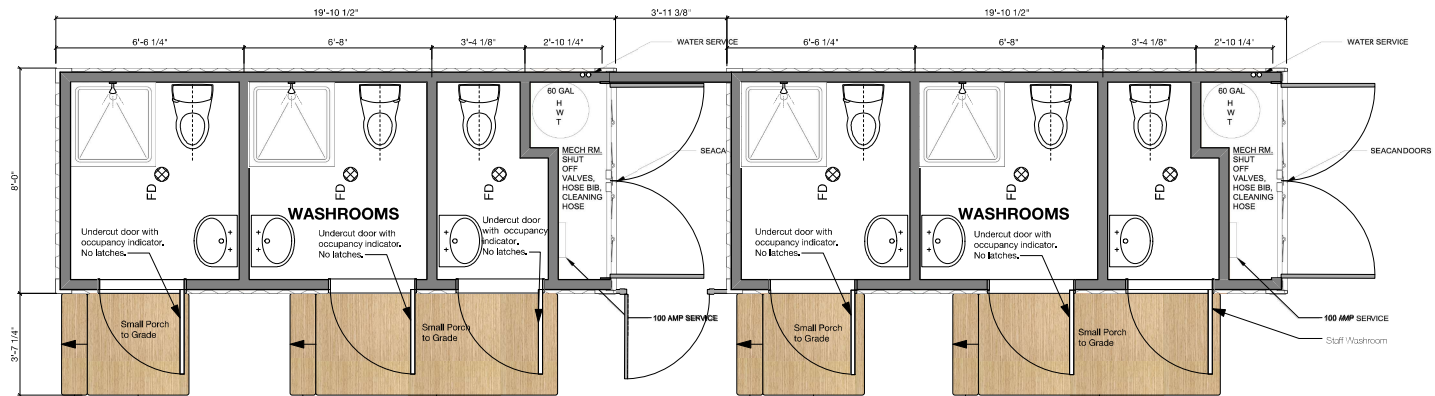 19'-10 1/2"
3'-11 3/8"
19'-10 1/2"
6'-6 1/4"
6'-8"
3'-4 1/8"
2'-10 1/4"
WATER SERVICE
6'-6 1/4"
6'-8"
3'-4 1/8"
2'-10 1/4"
WATER SERVICE
8'-0"
3'-7 1/4"
FD
Undercut door with
occupancy indicator.
No latches.
FD
WASHROOMS
Undercut door with
occupancy indicator.
No latches.
FD
Undercut door
with occupancy
indicator.
No latches.
60 GAL
H
W
T
MECH RM.
SHUT
OFF
VALVES,
HOSE BIB,
CLEANING
HOSE
SEACA
FD
Undercut door with
occupancy indicator.
No latches.
FD
WASHROOMS
Undercut door with
occupancy indicator.
No latches.
FD
60 GAL
H
W
T
MECH RM.
SHUT
OFF
VALVES,
HOSE BIB,
CLEANING
HOSE
SEACANDOORS
Small Porch
to Grade
Small Porch
to Grade
100 AMP SERVICE
Small Porch
to Grade
Small Porch
to Grade
100 AMP SERVICE
Staff Washroom